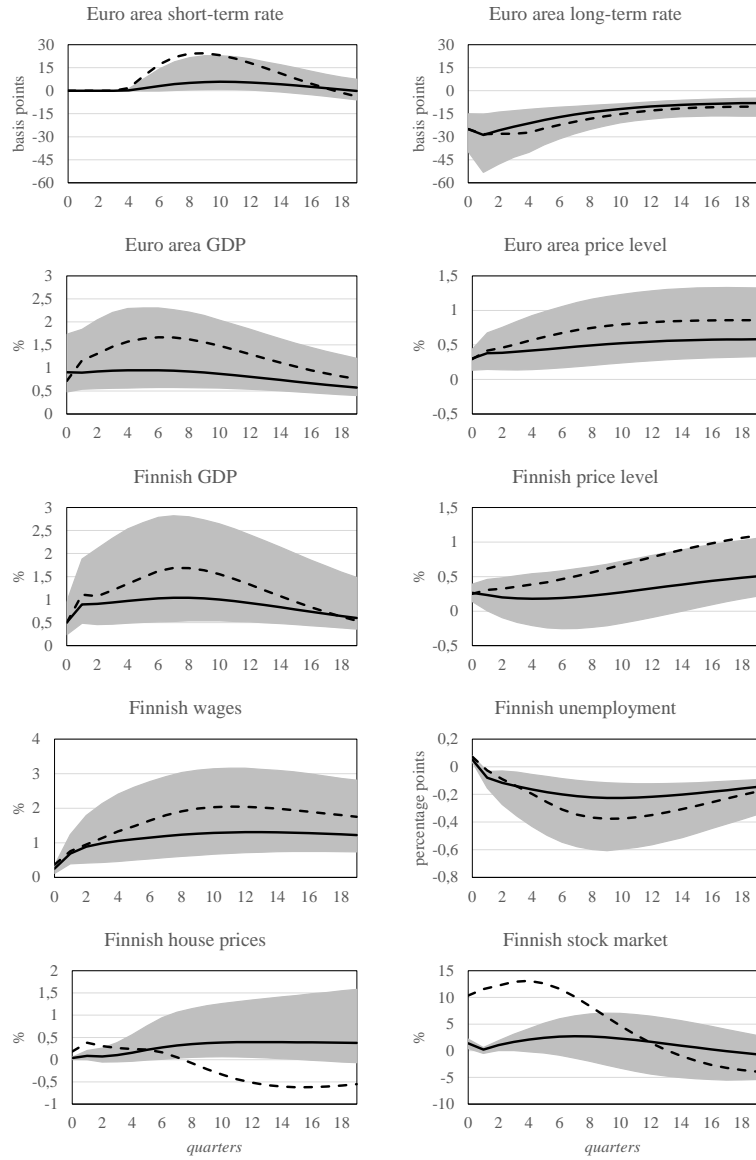 Euro area short-term rate
basis points
30
15
0
-15
-30
-45
-60
0 2 4 6 8 10 12 14 16 18
Euro area long-term rate
basis points
30
15
0
-15
-30
-45
-60
0 2 4 6 8 10 12 14 16 18
Euro area GDP
%
3
2,5
2
1,5
1
0,5
0
0 2 4 6 8 10 12 14 16 18
Euro area price level
%
1,5
1
0,5
0
-0,5
0 2 4 6 8 10 12 14 16 18
Finnish GDP
%
3
2,5
2
1,5
1
0,5
0
0 2 4 6 8 10 12 14 16 18
Finnish price level
%
1,5
1
0,5
0
-0,5
0 2 4 6 8 10 12 14 16 18
Finnish wages
%
4
3
2
1
0
0 2 4 6 8 10 12 14 16 18
Finnish unemployment
percentage points
0,2
0
-0,2
-0,4
-0,6
-0,8
0 2 4 6 8 10 12 14 16 18
Finnish house prices
%
2
1,5
1
0,5
0
-0,5
-1
0 2 4 6 8 10 12 14 16 18
quarters
Finnish stock market
%
15
10
5
0
-5
-10
0 2 4 6 8 10 12 14 16 18
quarters